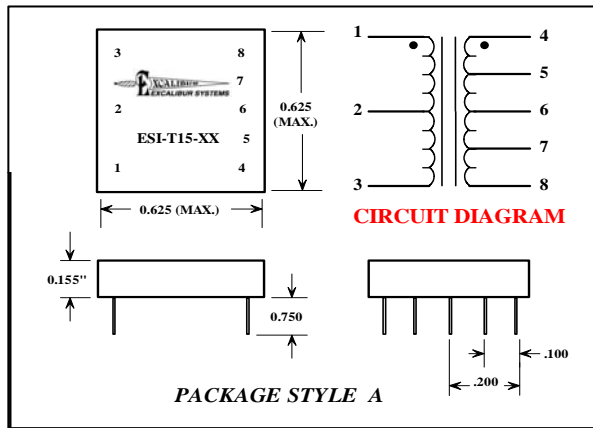 3 8
EXCALIBUR
EXCALIBUR SYSTEMS
7
2 6
ESI-T15-XX
5
1 4
0.625
(MAX.)
0.625 (MAX.)
1 4
5
2 6
7
3 8
CIRCUIT DIAGRAM
0.155"
0.750
.100
.200
PACKAGE STYLE A